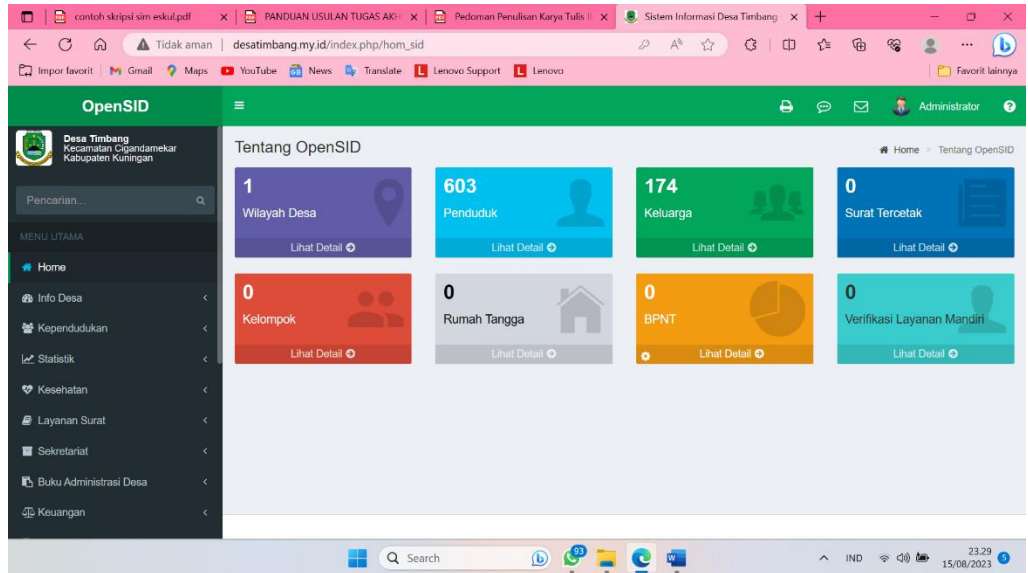 contoh skripsi sim eskul.pdf
PANDUAN USULAN TUGAS AKH
Pedoman Penulisan Karya Tulis Il
Sistem Informasi Desa Timbang
Tidak aman
desatimbang.my.id/index.php/hom_sid
Impor favorit
Gmail
Maps
YouTube
News
Translate
Lenovo Support
Lenovo
Favorit lainnya
OpenSID
Administrator
Desa Timbang
Kecamatan Cigandamekar
Kabupaten Kuningan
Pencarian...
MENU UTAMA
Home
Info Desa
Kependudukan
Statistik
Kesehatan
Layanan Surat
Sekretariat
Buku Administrasi Desa
Keuangan
Tentang OpenSID
Home > Tentang OpenSID
1
Wilayah Desa
Lihat Detail
603
Penduduk
Lihat Detail
174
Keluarga
Lihat Detail
0
Surat Tercetak
Lihat Detail
0
Kelompok
Lihat Detail
0
Rumah Tangga
Lihat Detail
0
BPNT
Lihat Detail
0
Verifikasi Layanan Mandiri
Lihat Detail
Search
93
IND
23.29
15/08/2023
5